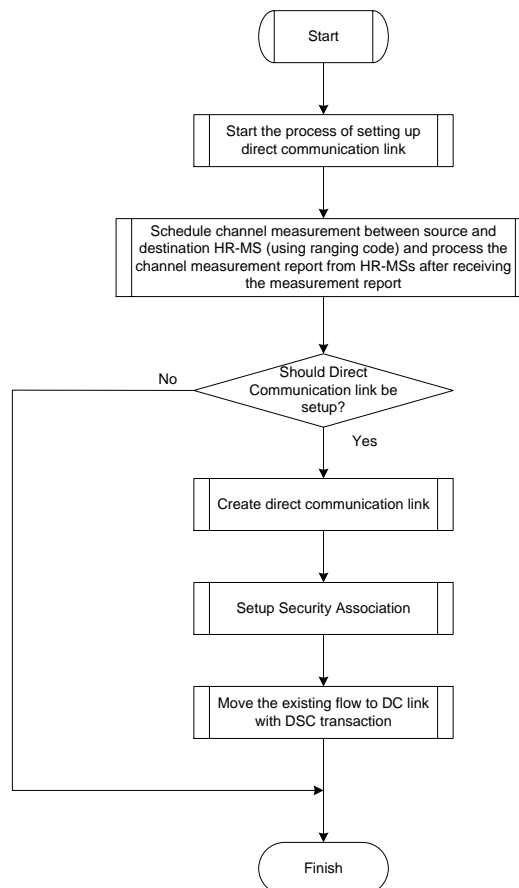 Start
Start the process of setting up
direct communication link
Schedule channel measurement between source and
destination HR-MS (using ranging code) and process the
channel measurement report from HR-MSs after receiving
the measurement report
Should Direct
Communication link be
setup?
No
Yes
Create direct communication link
Setup Security Association
Move the existing flow to DC link
with DSC transaction
Finish